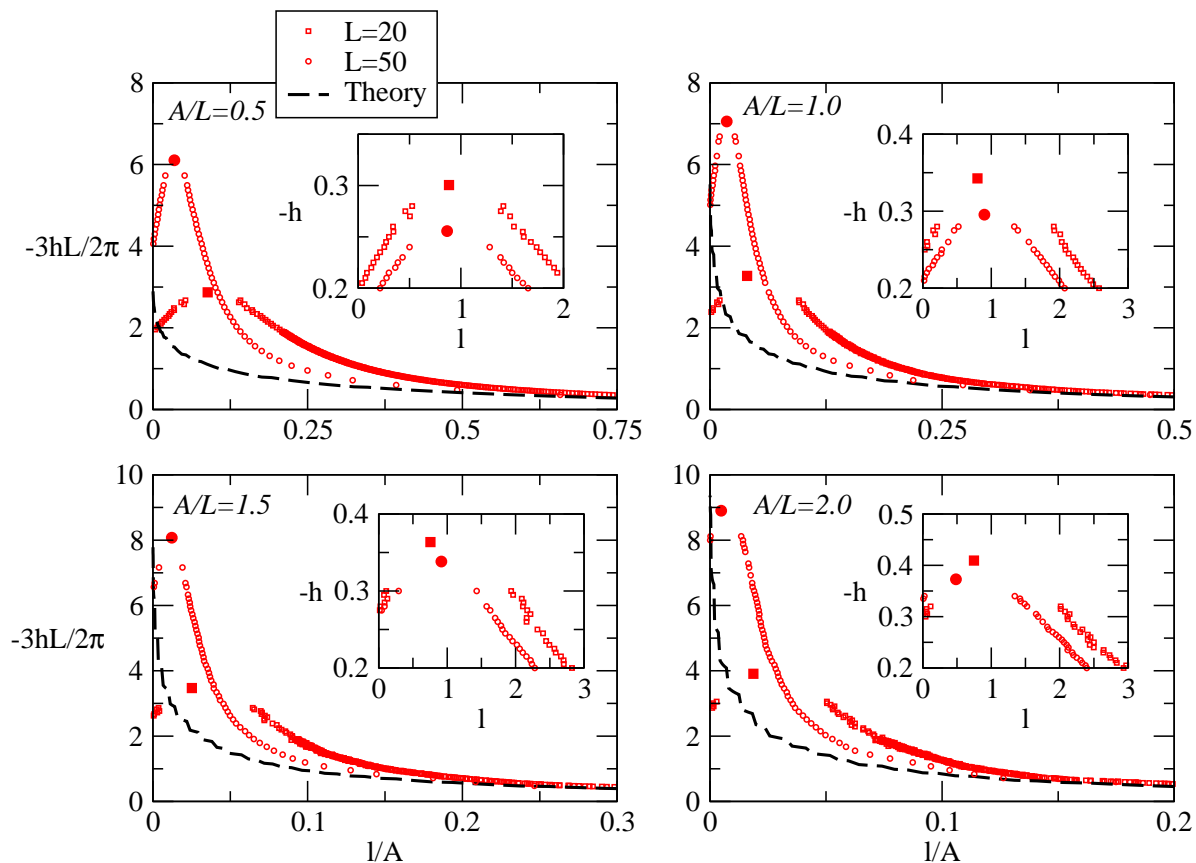 L=20
L=50
Theory
8
6
4
2
0
-3hL/2π
A/L=0.5
0.3
-h
0.2
0 1 2
l
0 0.25 0.5 0.75
8
6
4
2
0
A/L=1.0
0.4
-h 0.3
0.2
0 1 2 3
l
0 0.25 0.5
10
8
6
4
2
0
-3hL/2π
A/L=1.5
0.4
-h 0.3
0.2
0 1 2 3
l
0 0.1 0.2 0.3
l/A
10
8
6
4
2
0
A/L=2.0
0.5
0.4
-h
0.3
0.2
0 1 2 3
l
0 0.1 0.2
l/A